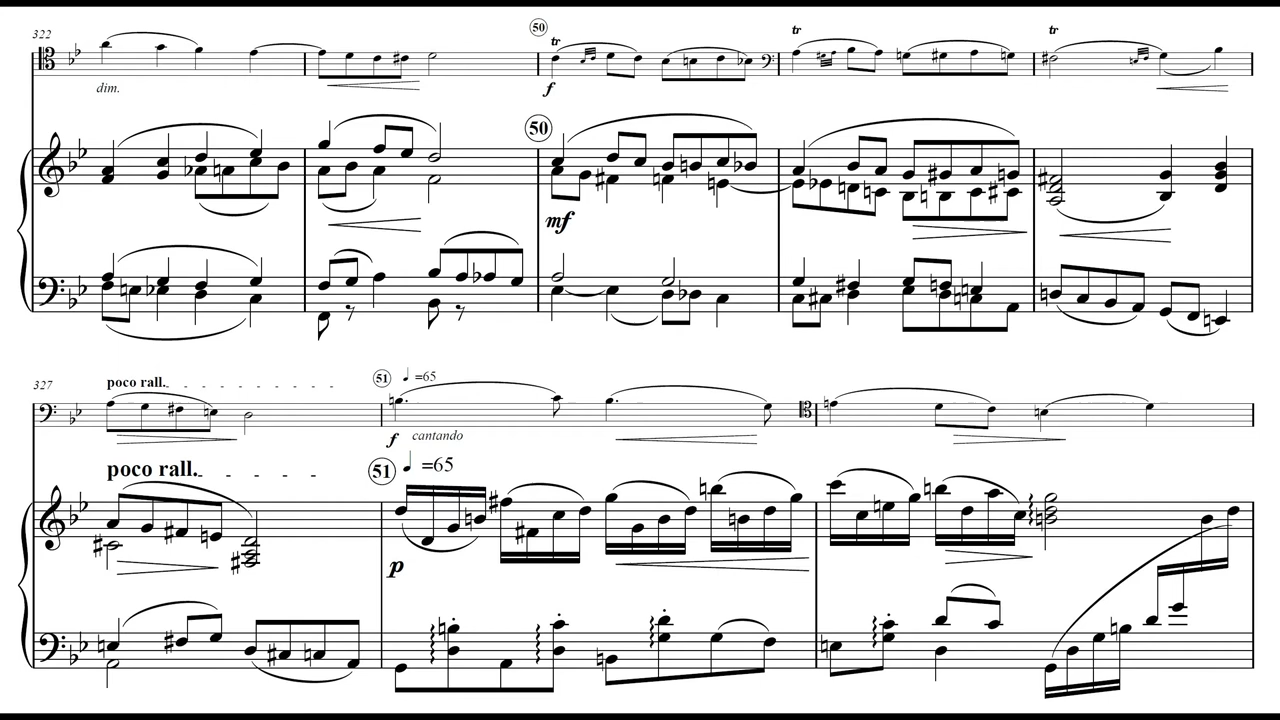 322
50
tr
tr
tr
dim.
f
50
mf
327
poco rall.
51
=65
f cantando
poco rall.
51
=65
p